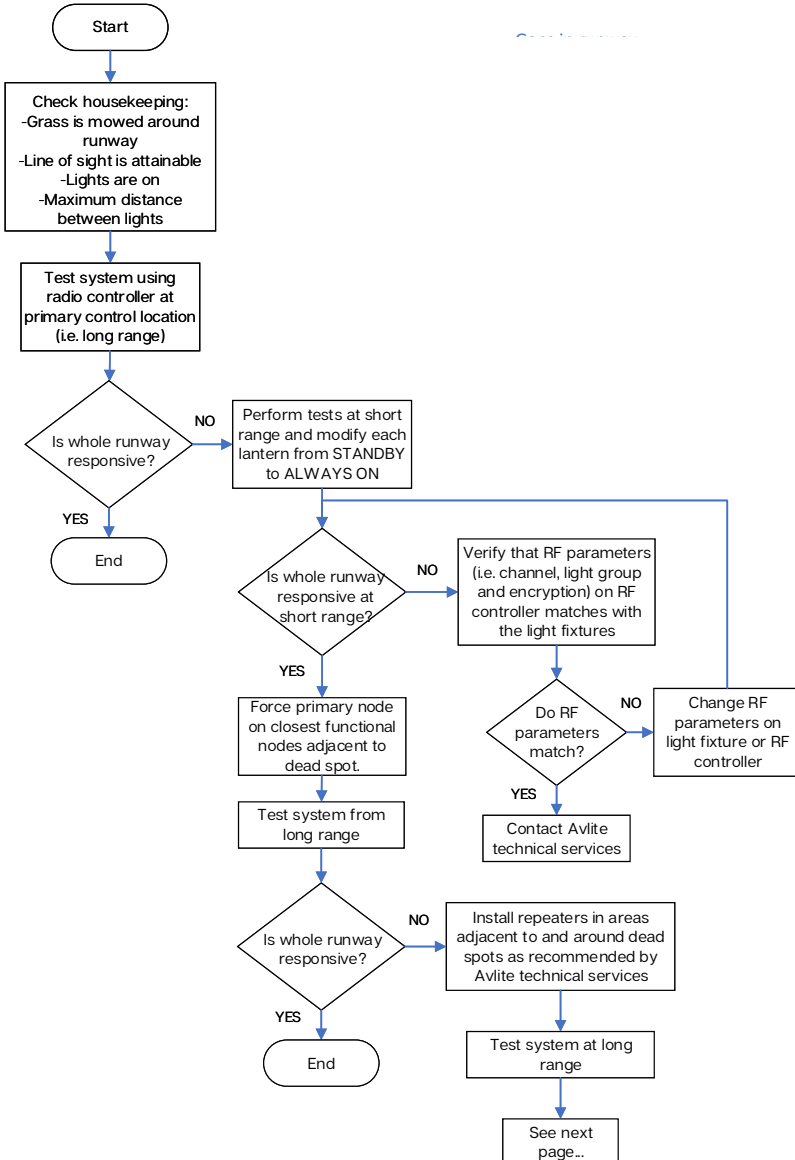 Start
Check housekeeping:
-Grass is mowed around
runway
-Line of sight is attainable
-Lights are on
-Maximum distance
between lights
Test system using
radio controller at
primary control location
(i.e. long range)
Is whole runway
responsive?
NO
YES
End
Perform tests at short
range and modify each
lantern from STANDBY
to ALWAYS ON
Is whole runway
responsive at
short range?
NO
Verify that RF parameters
(i.e. channel, light group
and encryption) on RF
controller matches with
the light fixtures
Do RF
parameters
match?
NO
Change RF
parameters on
light fixture or RF
controller
YES
Contact Avlite
technical services
YES
Force primary node
on closest functional
nodes adjacent to
dead spot.
Test system from
long range
Is whole runway
responsive?
NO
Install repeaters in areas
adjacent to and around dead
spots as recommended by
Avlite technical services
YES
End
Test system at long
range
See next
page...